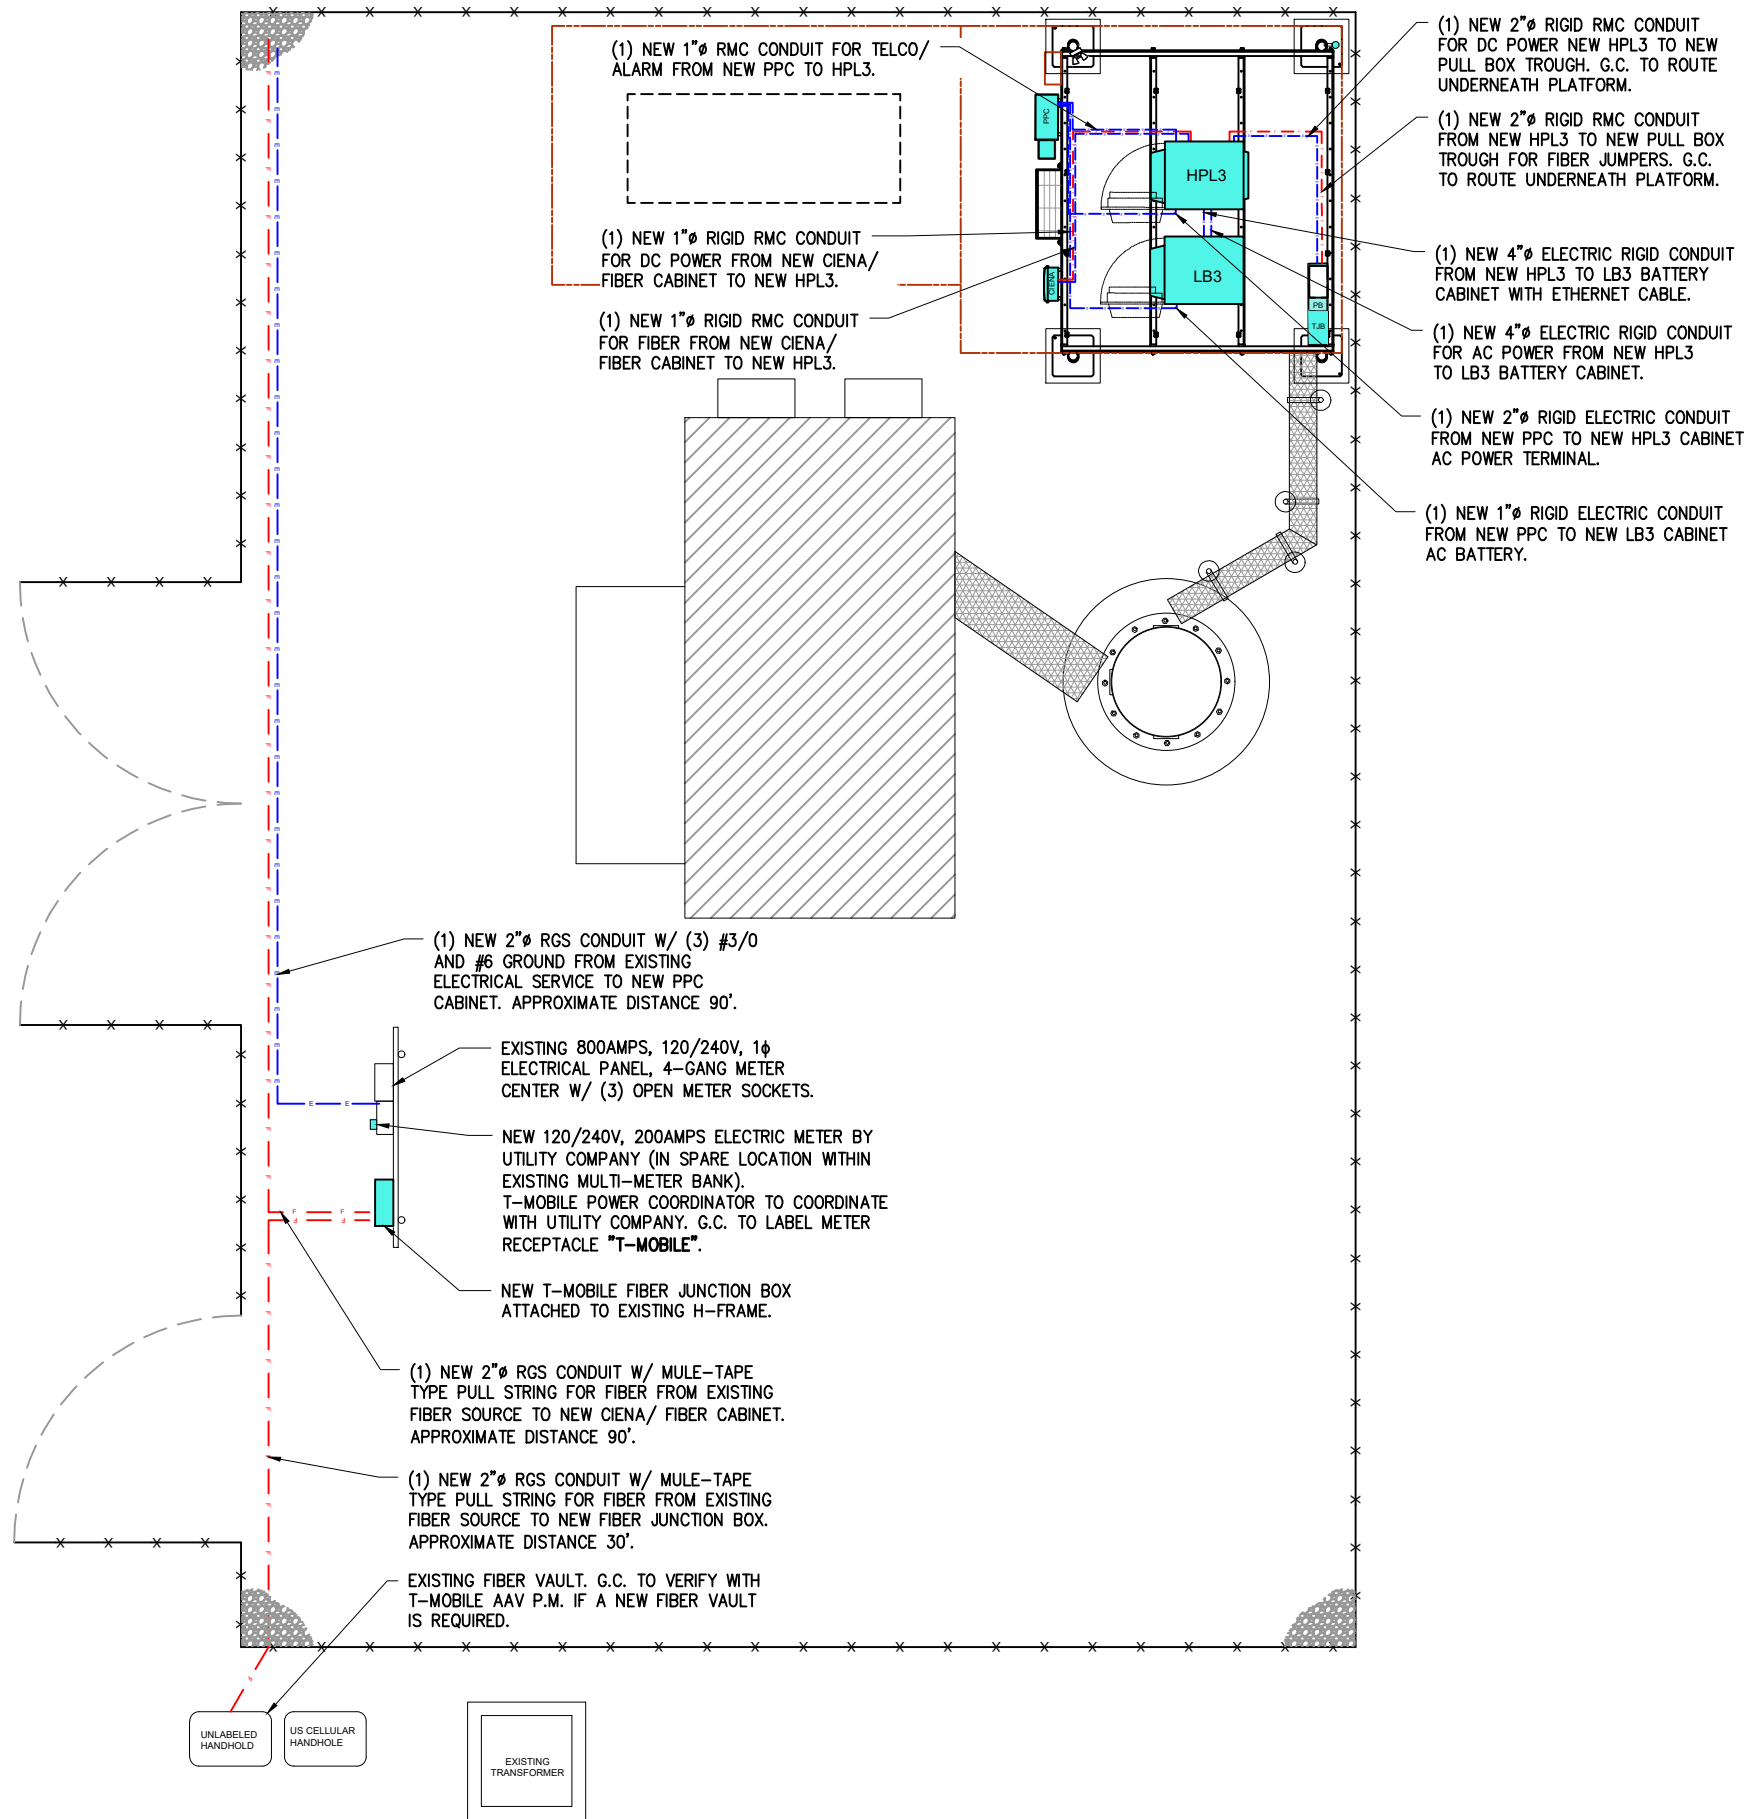 (1) NEW 1"ø RMC CONDUIT FOR TELCO/
ALARM FROM NEW PPC TO HPL3.
(1) NEW 2"ø RIGID RMC CONDUIT
FOR DC POWER NEW HPL3 TO NEW
PULL BOX TROUGH. G.C. TO ROUTE
UNDERNEATH PLATFORM.
(1) NEW 2"ø RIGID RMC CONDUIT
FROM NEW HPL3 TO NEW PULL BOX
TROUGH FOR FIBER JUMPERS. G.C.
TO ROUTE UNDERNEATH PLATFORM.
PPC
HPL3
(1) NEW 1"ø RIGID RMC CONDUIT
FOR DC POWER FROM NEW CIENA/
FIBER CABINET TO NEW HPL3.
CIENA
LB3
PB
TJB
(1) NEW 4"ø ELECTRIC RIGID CONDUIT
FROM NEW HPL3 TO LB3 BATTERY
CABINET WITH ETHERNET CABLE.
(1) NEW 1"ø RIGID RMC CONDUIT
FOR FIBER FROM NEW CIENA/
FIBER CABINET TO NEW HPL3.
(1) NEW 4"ø ELECTRIC RIGID CONDUIT
FOR AC POWER FROM NEW HPL3
TO LB3 BATTERY CABINET.
(1) NEW 2"ø RIGID ELECTRIC CONDUIT
FROM NEW PPC TO NEW HPL3 CABINET
AC POWER TERMINAL.
(1) NEW 1"ø RIGID ELECTRIC CONDUIT
FROM NEW PPC TO NEW LB3 CABINET
AC BATTERY.
(1) NEW 2"ø RGS CONDUIT W/ (3) #3/0
AND #6 GROUND FROM EXISTING
ELECTRICAL SERVICE TO NEW PPC
CABINET. APPROXIMATE DISTANCE 90'.
EXISTING 800AMPS, 120/240V, 1ϕ
ELECTRICAL PANEL, 4-GANG METER
CENTER W/ (3) OPEN METER SOCKETS.
E E
NEW 120/240V, 200AMPS ELECTRIC METER BY
UTILITY COMPANY (IN SPARE LOCATION WITHIN
EXISTING MULTI-METER BANK).
T-MOBILE POWER COORDINATOR TO COORDINATE
WITH UTILITY COMPANY. G.C. TO LABEL METER
RECEPTACLE "T-MOBILE".
F F
F F
NEW T-MOBILE FIBER JUNCTION BOX
ATTACHED TO EXISTING H-FRAME.
(1) NEW 2"ø RGS CONDUIT W/ MULE-TAPE
TYPE PULL STRING FOR FIBER FROM EXISTING
FIBER SOURCE TO NEW CIENA/ FIBER CABINET.
APPROXIMATE DISTANCE 90'.
(1) NEW 2"ø RGS CONDUIT W/ MULE-TAPE
TYPE PULL STRING FOR FIBER FROM EXISTING
FIBER SOURCE TO NEW FIBER JUNCTION BOX.
APPROXIMATE DISTANCE 30'.
EXISTING FIBER VAULT. G.C. TO VERIFY WITH
T-MOBILE AAV P.M. IF A NEW FIBER VAULT
IS REQUIRED.
UNLABELED
HANDHOLD
US CELLULAR
HANDHOLE
EXISTING
TRANSFORMER